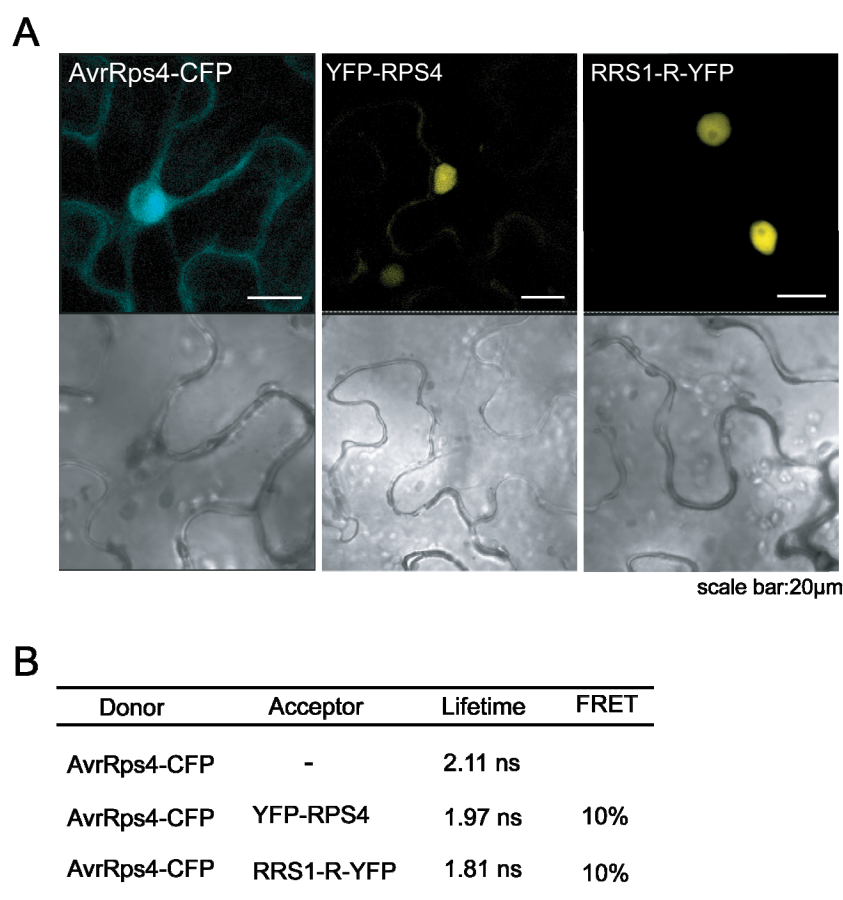 A
AvrRps4-CFP
YFP-RPS4
RRS1-R-YFP
scale bar:20µm
B
Donor Acceptor Lifetime FRET
AvrRps4-CFP - 2.11 ns
AvrRps4-CFP YFP-RPS4 1.97 ns 10%
AvrRps4-CFP RRS1-R-YFP 1.81 ns 10%